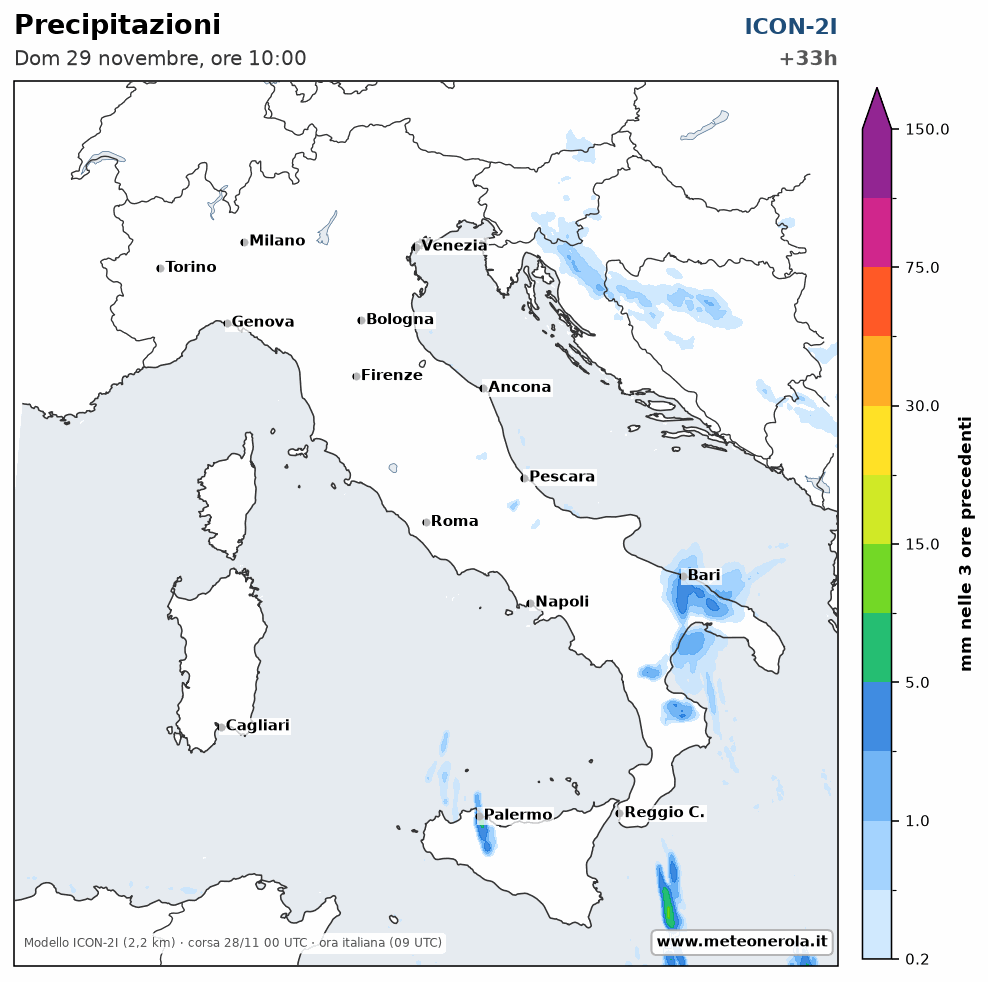 Precipitazioni
ICON-2I
Dom 29 novembre, ore 10:00
+33h
150.0
75.0
30.0
15.0
5.0
1.0
0.2
mm nelle 3 ore precedenti
Milano
Venezia
Torino
Genova
Bologna
Firenze
Ancona
Pescara
Roma
Bari
Napoli
Cagliari
Palermo
Reggio C.
Modello ICON-2I (2,2 km) · corsa 28/11 00 UTC · ora italiana (09 UTC)
www.meteonerola.it